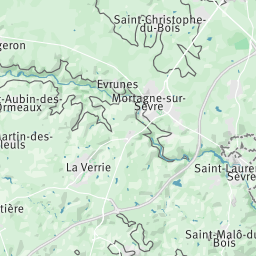 Saint-Christophe-
du-Bois
geron
Evrunes
Mortagne-sur-
Sèvre
t-Aubin-des-
Ormeaux
artin-des-
leuls
La Verrie
Saint-Lauren
Sèvre
tière
Saint-Malô-du-
Bois